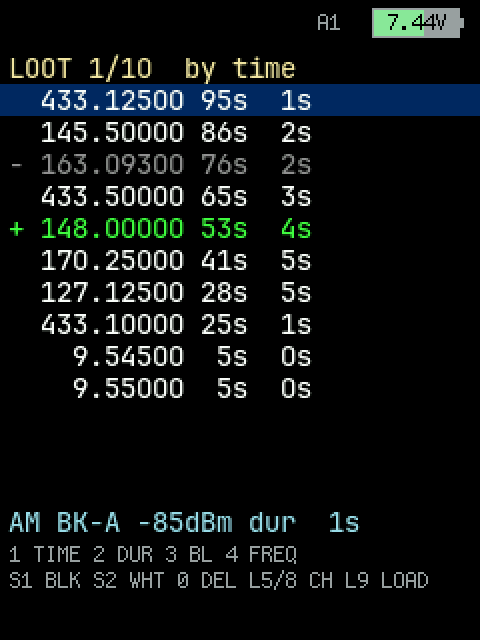 A1 7.44V
LOOT 1/10 by time
433.12500 95s 1s
145.50000 86s 2s
- 163.09300 76s 2s
433.50000 65s 3s
+ 148.00000 53s 4s
170.25000 41s 5s
127.12500 28s 5s
433.10000 25s 1s
9.54500 5s 0s
9.55000 5s 0s
AM BK-A -85dBm dur 1s
1 TIME 2 DUR 3 BL 4 FREQ
S1 BLK S2 WHT 0 DEL L5/8 CH L9 LOAD